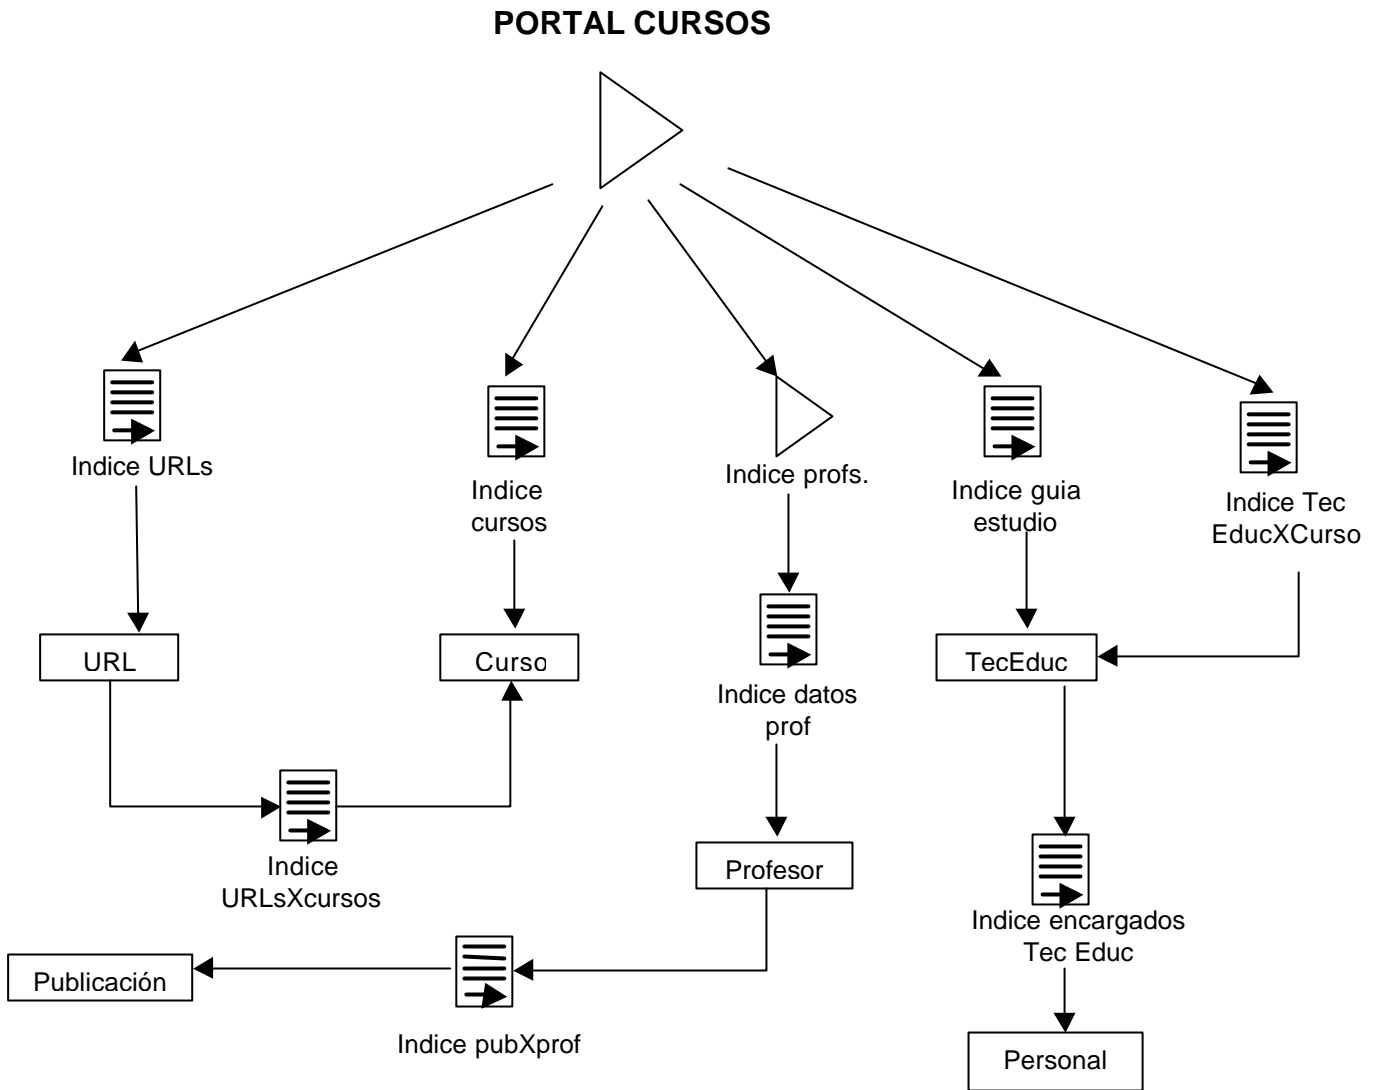 PORTAL CURSOS
Indice URLs
Indice
cursos
Indice profs.
Indice guia
estudio
Indice Tec
EducXCurso
URL
Curso
TecEduc
Indice datos
prof
Indice
URLsXcursos
Profesor
Indice encargados
Tec Educ
Publicación
Indice pubXprof
Personal